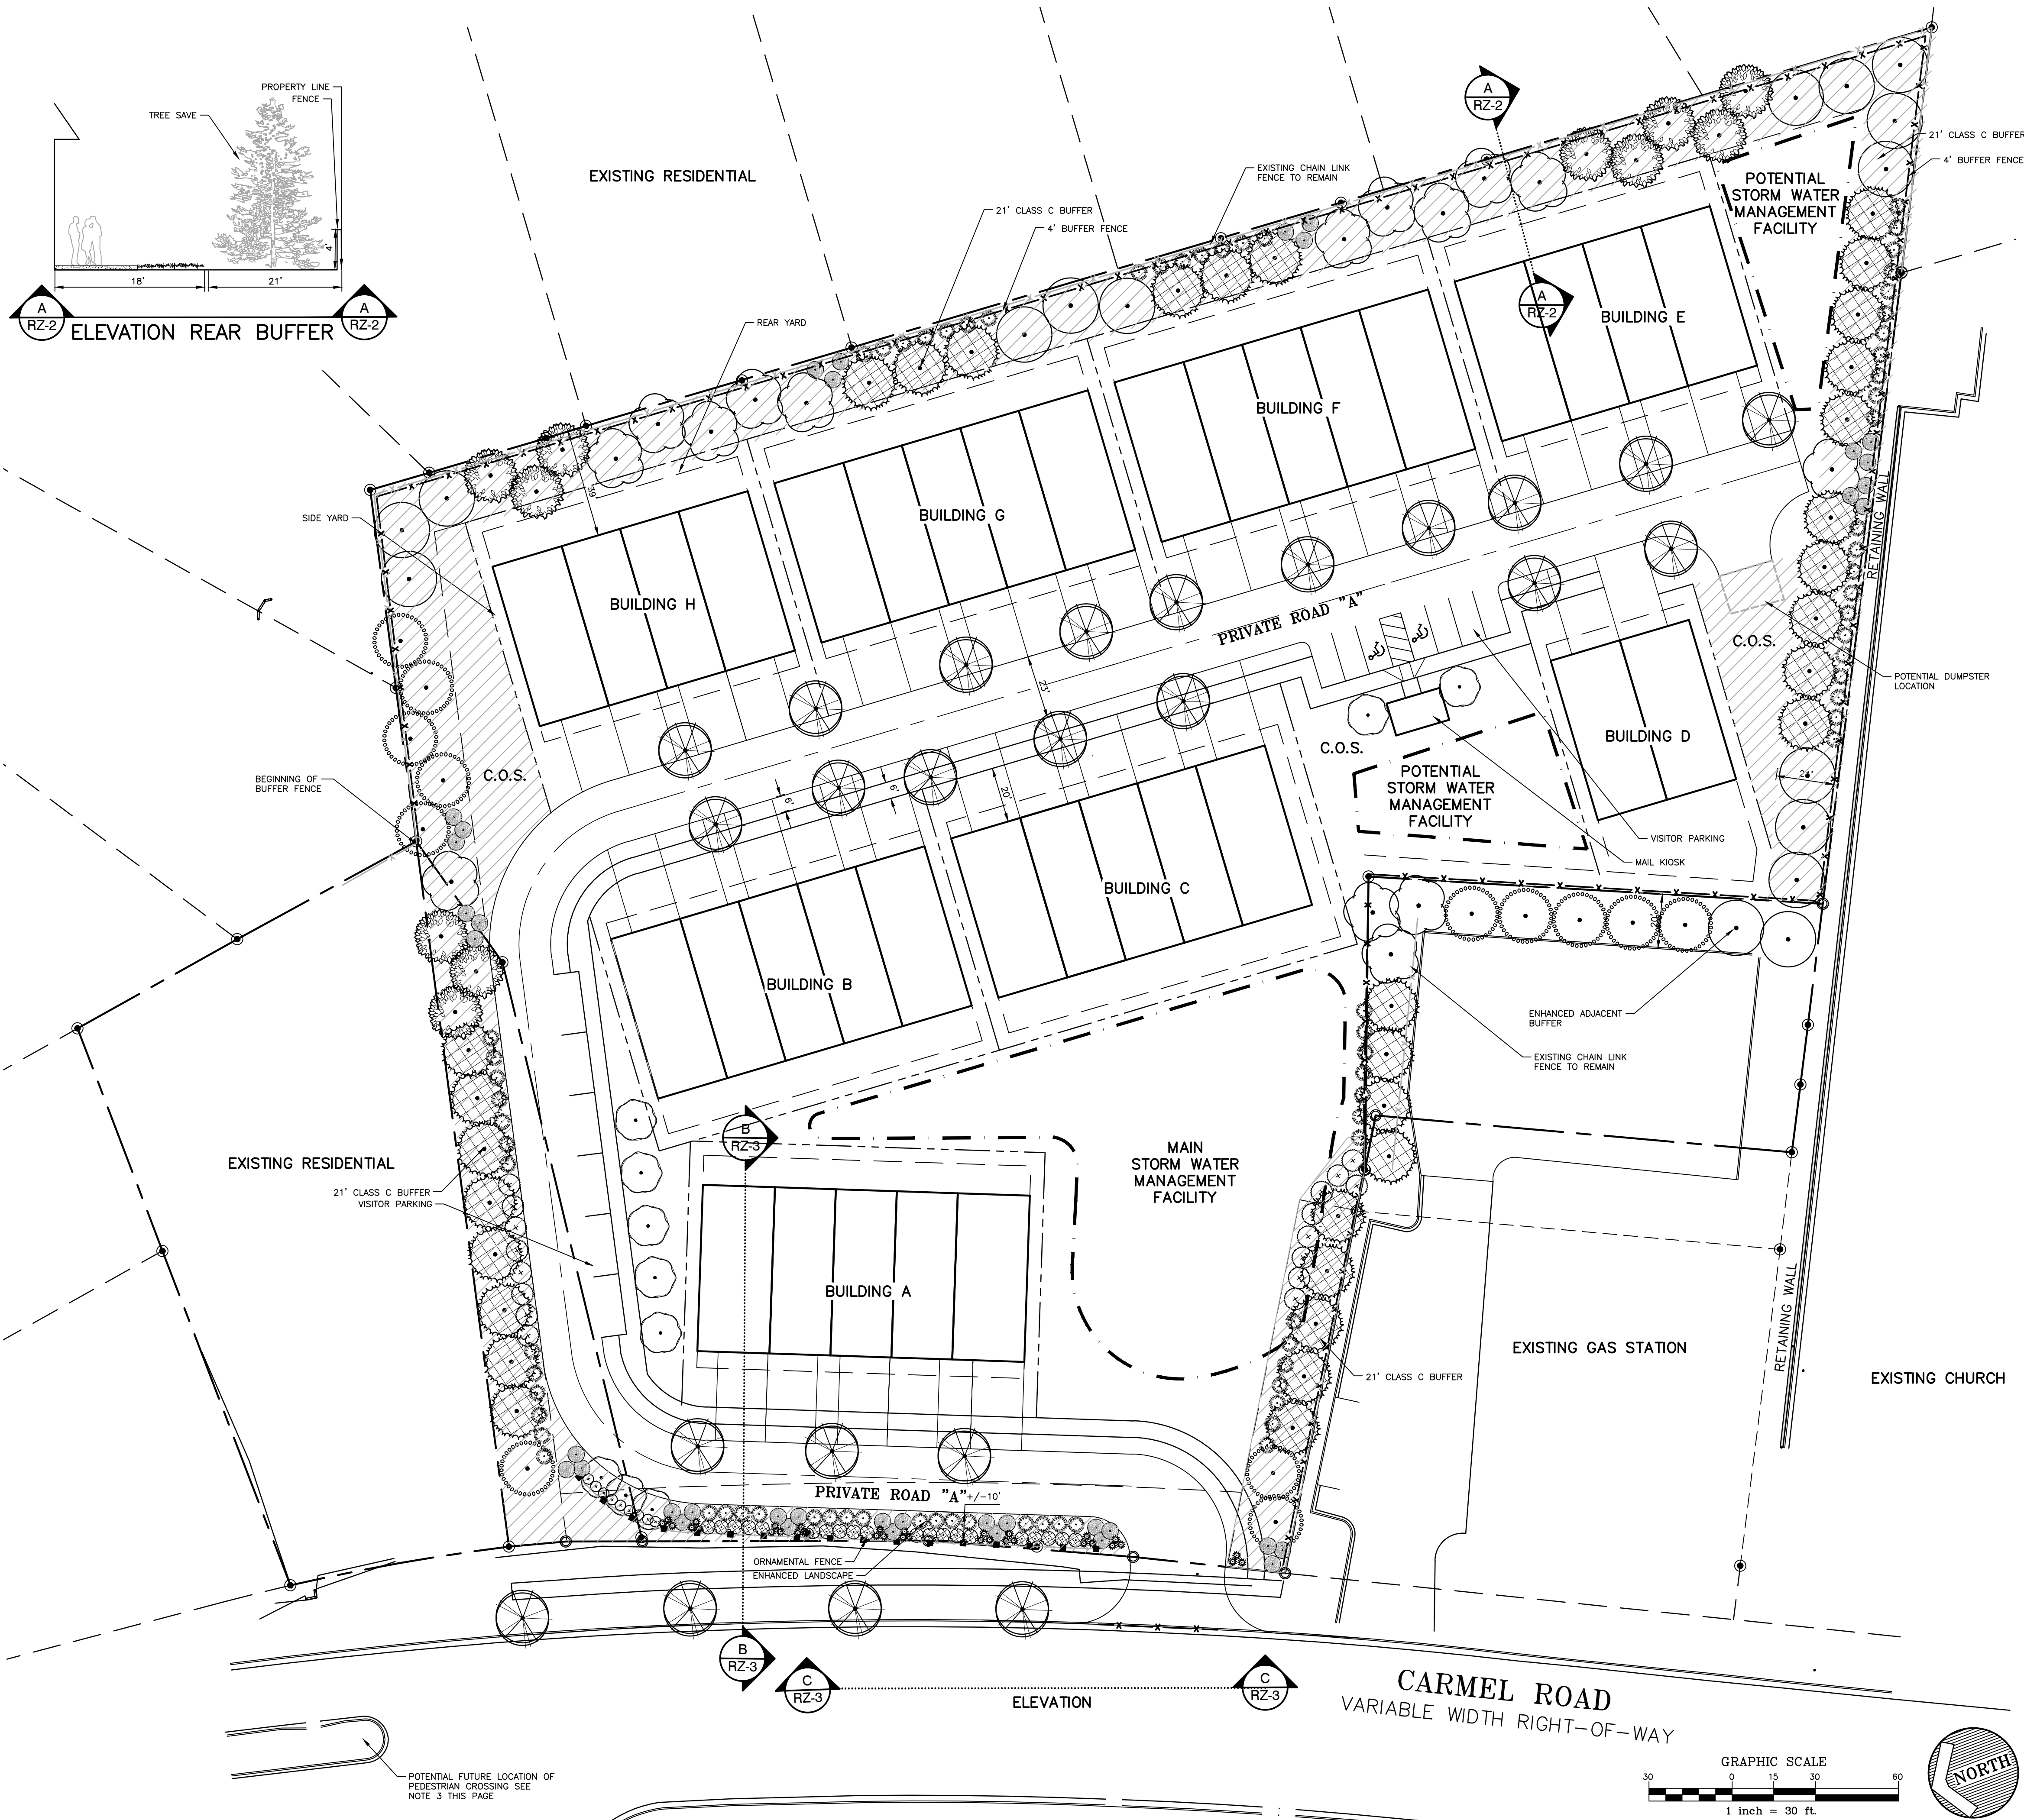 PROPERTY LINE
FENCE
TREE SAVE
4'
18'
21'
A
RZ-2
ELEVATION REAR BUFFER
A
RZ-2
EXISTING RESIDENTIAL
A
RZ-2
EXISTING CHAIN LINK
FENCE TO REMAIN
21' CLASS C BUFFER
4' BUFFER FENCE
21' CLASS C BUFFER
4' BUFFER FENCE
POTENTIAL
STORM WATER
MANAGEMENT
FACILITY
A
RZ-2
BUILDING E
REAR YARD
BUILDING F
39'
SIDE YARD
BUILDING G
RETAINING WALL
BUILDING H
PRIVATE ROAD "A"
C.O.S.
23'
POTENTIAL DUMPSTER
LOCATION
BUILDING D
C.O.S.
C.O.S.
POTENTIAL
STORM WATER
MANAGEMENT
FACILITY
BEGINNING OF
BUFFER FENCE
6'
6'
20'
VISITOR PARKING
MAIL KIOSK
BUILDING C
BUILDING B
ENHANCED ADJACENT
BUFFER
EXISTING CHAIN LINK
FENCE TO REMAIN
B
RZ-3
MAIN
STORM WATER
MANAGEMENT
FACILITY
EXISTING RESIDENTIAL
21' CLASS C BUFFER
VISITOR PARKING
BUILDING A
RETAINING WALL
EXISTING GAS STATION
21' CLASS C BUFFER
EXISTING CHURCH
PRIVATE ROAD "A"
+/-10'
ORNAMENTAL FENCE
ENHANCED LANDSCAPE
B
RZ-3
C
RZ-3
ELEVATION
C
RZ-3
CARMEL ROAD
VARIABLE WIDTH RIGHT-OF-WAY
POTENTIAL FUTURE LOCATION OF
PEDESTRIAN CROSSING SEE
NOTE 3 THIS PAGE
GRAPHIC SCALE
30 0 15 30 60
1 inch = 30 ft.
NORTH